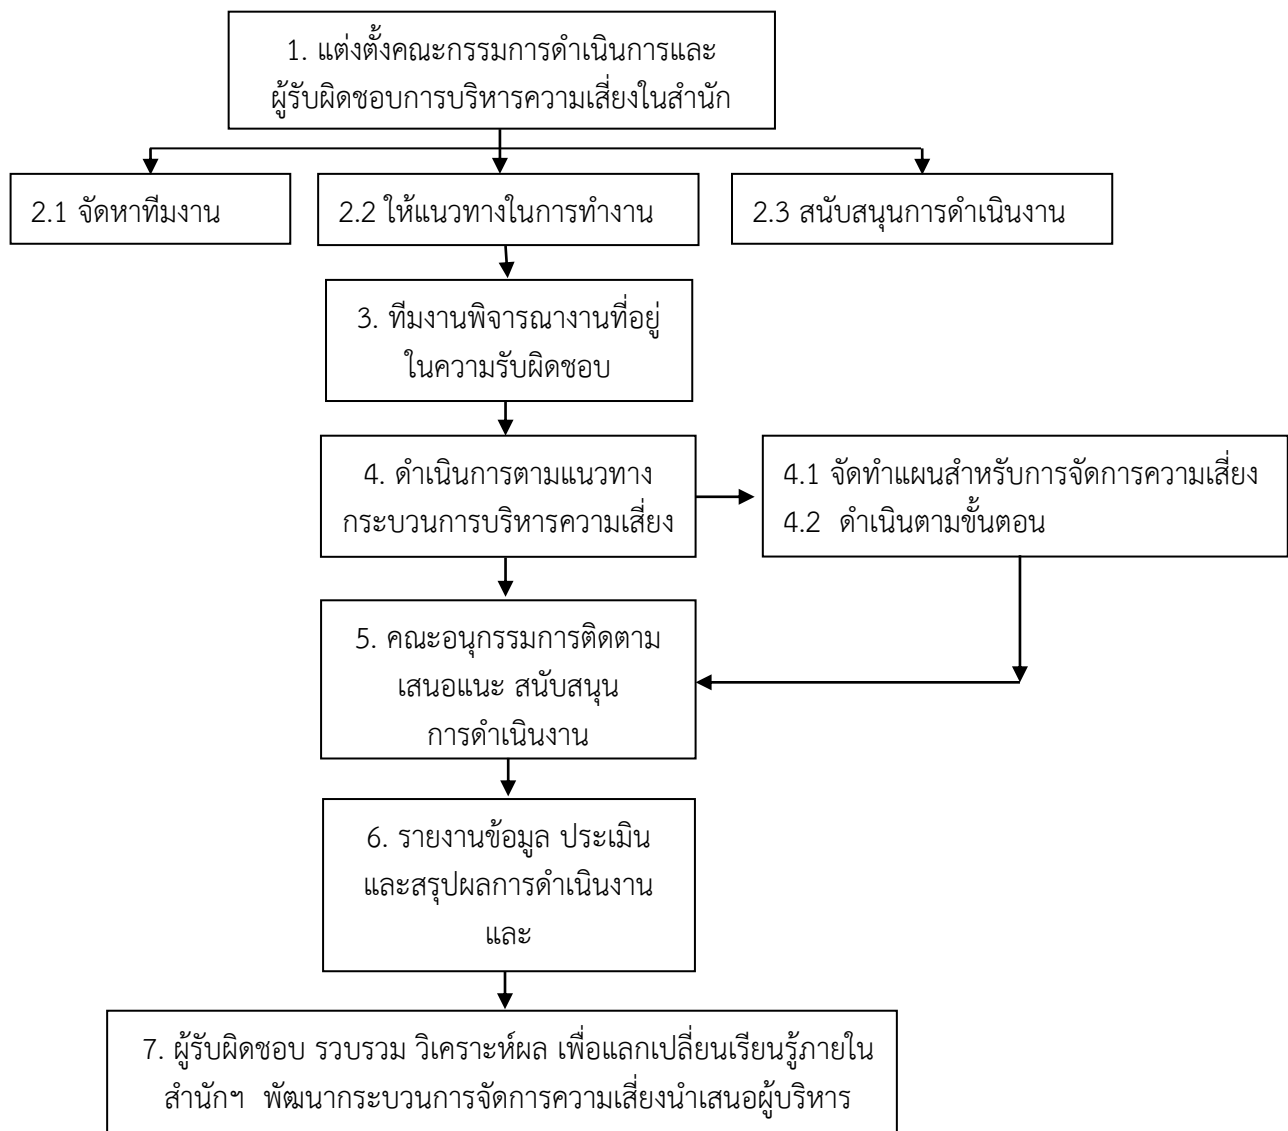 1. แต่งตั้งคณะกรรมการดำเนินการและ
ผู้รับผิดชอบการบริหารความเสี่ยงในสำนัก
2.1 จัดหาทีมงาน
2.2 ให้แนวทางในการทำงาน
2.3 สนับสนุนการดำเนินงาน
3. ทีมงานพิจารณางานที่อยู่
ในความรับผิดชอบ
4. ดำเนินการตามแนวทาง
กระบวนการบริหารความเสี่ยง
4.1 จัดทำแผนสำหรับการจัดการความเสี่ยง
4.2 ดำเนินตามขั้นตอน
5. คณะอนุกรรมการติดตาม
เสนอแนะ สนับสนุน
การดำเนินงาน
6. รายงานข้อมูล ประเมิน
และสรุปผลการดำเนินงาน
และ
7. ผู้รับผิดชอบ รวบรวม วิเคราะห์ผล เพื่อแลกเปลี่ยนเรียนรู้ภายใน
สำนักฯ พัฒนากระบวนการจัดการความเสี่ยงนำเสนอผู้บริหาร